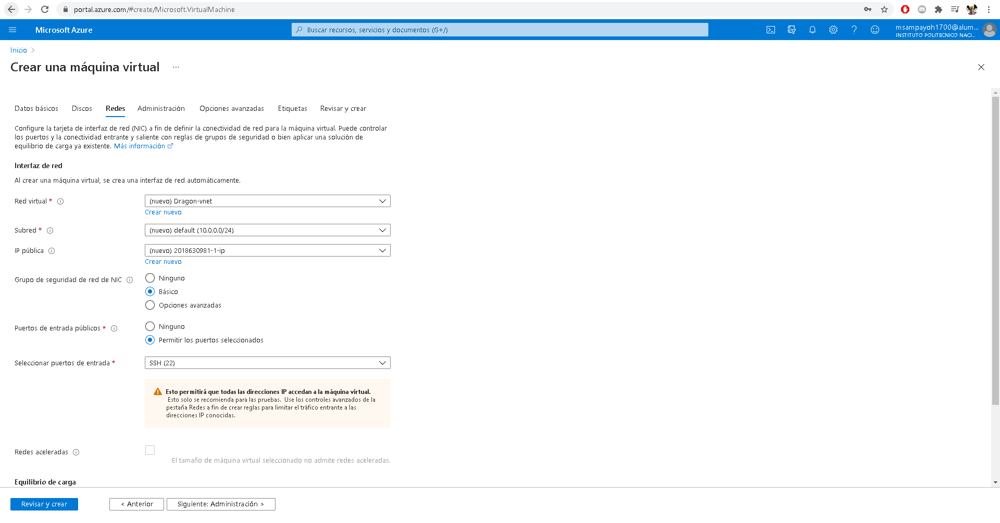 portal.azure.com/#create/Microsoft.VirtualMachine
Microsoft Azure
Buscar recursos, servicios y documentos (G+/)
msampayoh1700@alum...
INSTITUTO POLITECNICO NACI...
Inicio
Crear una máquina virtual
...
Datos básicos
Discos
Redes
Administración
Opciones avanzadas
Etiquetas
Revisar y crear
Configure la tarjeta de interfaz de red (NIC) a fin de definir la conectividad de red para la máquina virtual. Puede controlar
los puertos y la conectividad entrante y saliente con reglas de grupos de seguridad o bien aplicar una solución de
equilibrio de carga ya existente. Más información
Interfaz de red
Al crear una máquina virtual, se crea una interfaz de red automáticamente.
Red virtual *
(nuevo) Dragon-vnet
Crear nuevo
Subred *
(nuevo) default (10.0.0.0/24)
IP pública
(nuevo) 2018630981-1-ip
Crear nuevo
Grupo de seguridad de red de NIC
Ninguno
Básico
Opciones avanzadas
Puertos de entrada públicos *
Ninguno
Permitir los puertos seleccionados
Seleccionar puertos de entrada *
SSH (22)
Esto permitirá que todas las direcciones IP accedan a la máquina virtual.
Esto solo se recomienda para las pruebas. Use los controles avanzados de la
pestaña Redes a fin de crear reglas para limitar el tráfico entrante a las
direcciones IP conocidas.
Redes aceleradas
El tamaño de máquina virtual seleccionado no admite redes aceleradas.
Equilibrio de carga
Revisar y crear
< Anterior
Siguiente: Administración >